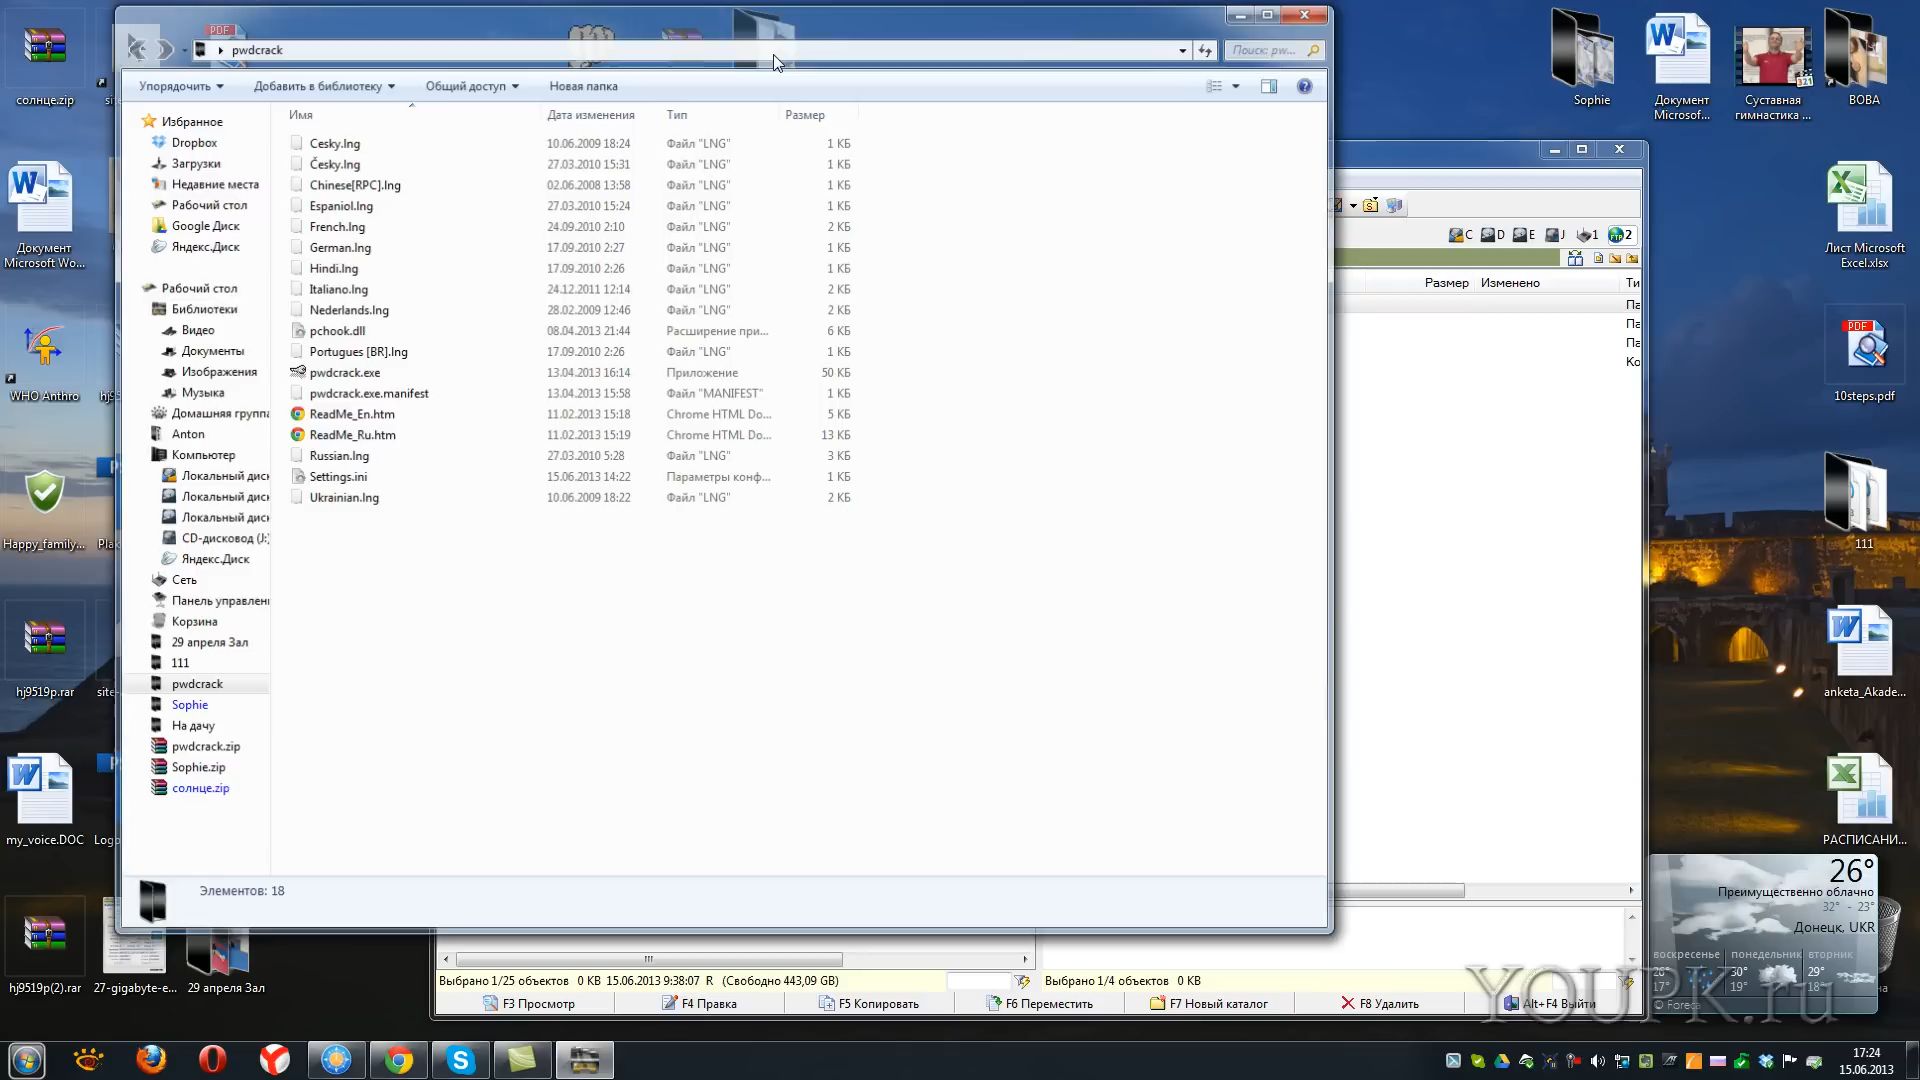 pwdcrack
Поиск: pw...
Упорядочить
Добавить в библиотеку
Общий доступ
Новая папка
Имя
Дата изменения
Тип
Размер
Избранное
Dropbox
Загрузки
Недавние места
Рабочий стол
Google Disk
Яндекс.Диск
Рабочий стол
Библиотеки
Видео
Документы
Изображения
Музыка
Домашняя группа
Anton
Компьютер
Локальный диск
Локальный диск
Локальный диск
CD-дисковод (J:)
Яндекс.Диск
Сеть
Панель управлен
Корзина
29 апреля Зал
111
pwdcrack
Sophie
На дачу
pwdcrack.zip
Sophie.zip
солнце.zip
Cesky.lng 10.06.2009 18:24 Файл "LNG" 1 КБ
Česky.lng 27.03.2010 15:31 Файл "LNG" 1 КБ
Chinese[RPC].lng 02.06.2008 13:58 Файл "LNG" 1 КБ
Espaniol.lng 27.03.2010 15:24 Файл "LNG" 1 КБ
French.lng 24.09.2010 2:10 Файл "LNG" 2 КБ
German.lng 17.09.2010 2:27 Файл "LNG" 1 КБ
Hindi.lng 17.09.2010 2:26 Файл "LNG" 1 КБ
Italiano.lng 24.12.2011 12:14 Файл "LNG" 2 КБ
Nederlands.lng 28.02.2009 12:46 Файл "LNG" 2 КБ
pchook.dll 08.04.2013 21:44 Расширение при... 6 КБ
Portugues [BR].lng 17.09.2010 2:26 Файл "LNG" 1 КБ
pwdcrack.exe 13.04.2013 16:14 Приложение 50 КБ
pwdcrack.exe.manifest 13.04.2013 15:58 Файл "MANIFEST" 2 КБ
ReadMe_En.htm 11.02.2013 15:18 Chrome HTML Do... 5 КБ
ReadMe_Ru.htm 11.02.2013 15:19 Chrome HTML Do... 13 КБ
Russian.lng 27.03.2010 5:28 Файл "LNG" 3 КБ
Settings.ini 15.06.2013 14:22 Параметры конф... 1 КБ
Ukrainian.lng 10.06.2009 18:22 Файл "LNG" 2 КБ
Элементов: 18
солнце.zip
Документ
Microsoft Wo...
WHO Anthro
Happy_family...
hj9519p.rar
my_voice.DOC
hj9519p(2).rar
27-gigabyte-e...
29 апреля Зал
Sophie
Документ
Microsof...
Суставная
гимнастика ...
321
ВОВА
Лист Microsoft
Excel.xlsx
PDF
10steps.pdf
111
anketa_Akade...
РАСПИСАНИ...
C D E J 1 2
Размер
Изменено
Ти
Па
Па
Па
Ко
Выбрано 1/25 объектов 0 KB 15.06.2013 9:38:07 R (Свободно 443,09 GB)
Выбрано 1/4 объектов 0 KB
F3 Просмотр
F4 Правка
F5 Копировать
F6 Переместить
F7 Новый каталог
F8 Удалить
Alt+F4 Выйти
26°
Преимущественно облачно
32° - 23°
Донецк, UKR
воскресенье понедельник вторник
26° 30° 29°
17° 19° 18°
© Foreca
YOUPK.ru
17:24
15.06.2013